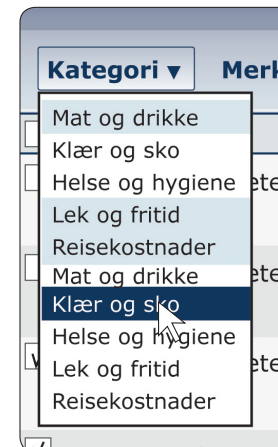 Kategori ▼
Mat og drikke
Klær og sko
Helse og hygiene
Lek og fritid
Reisekostnader
Mat og drikke
Klær og sko
Helse og hygiene
Lek og fritid
Reisekostnader